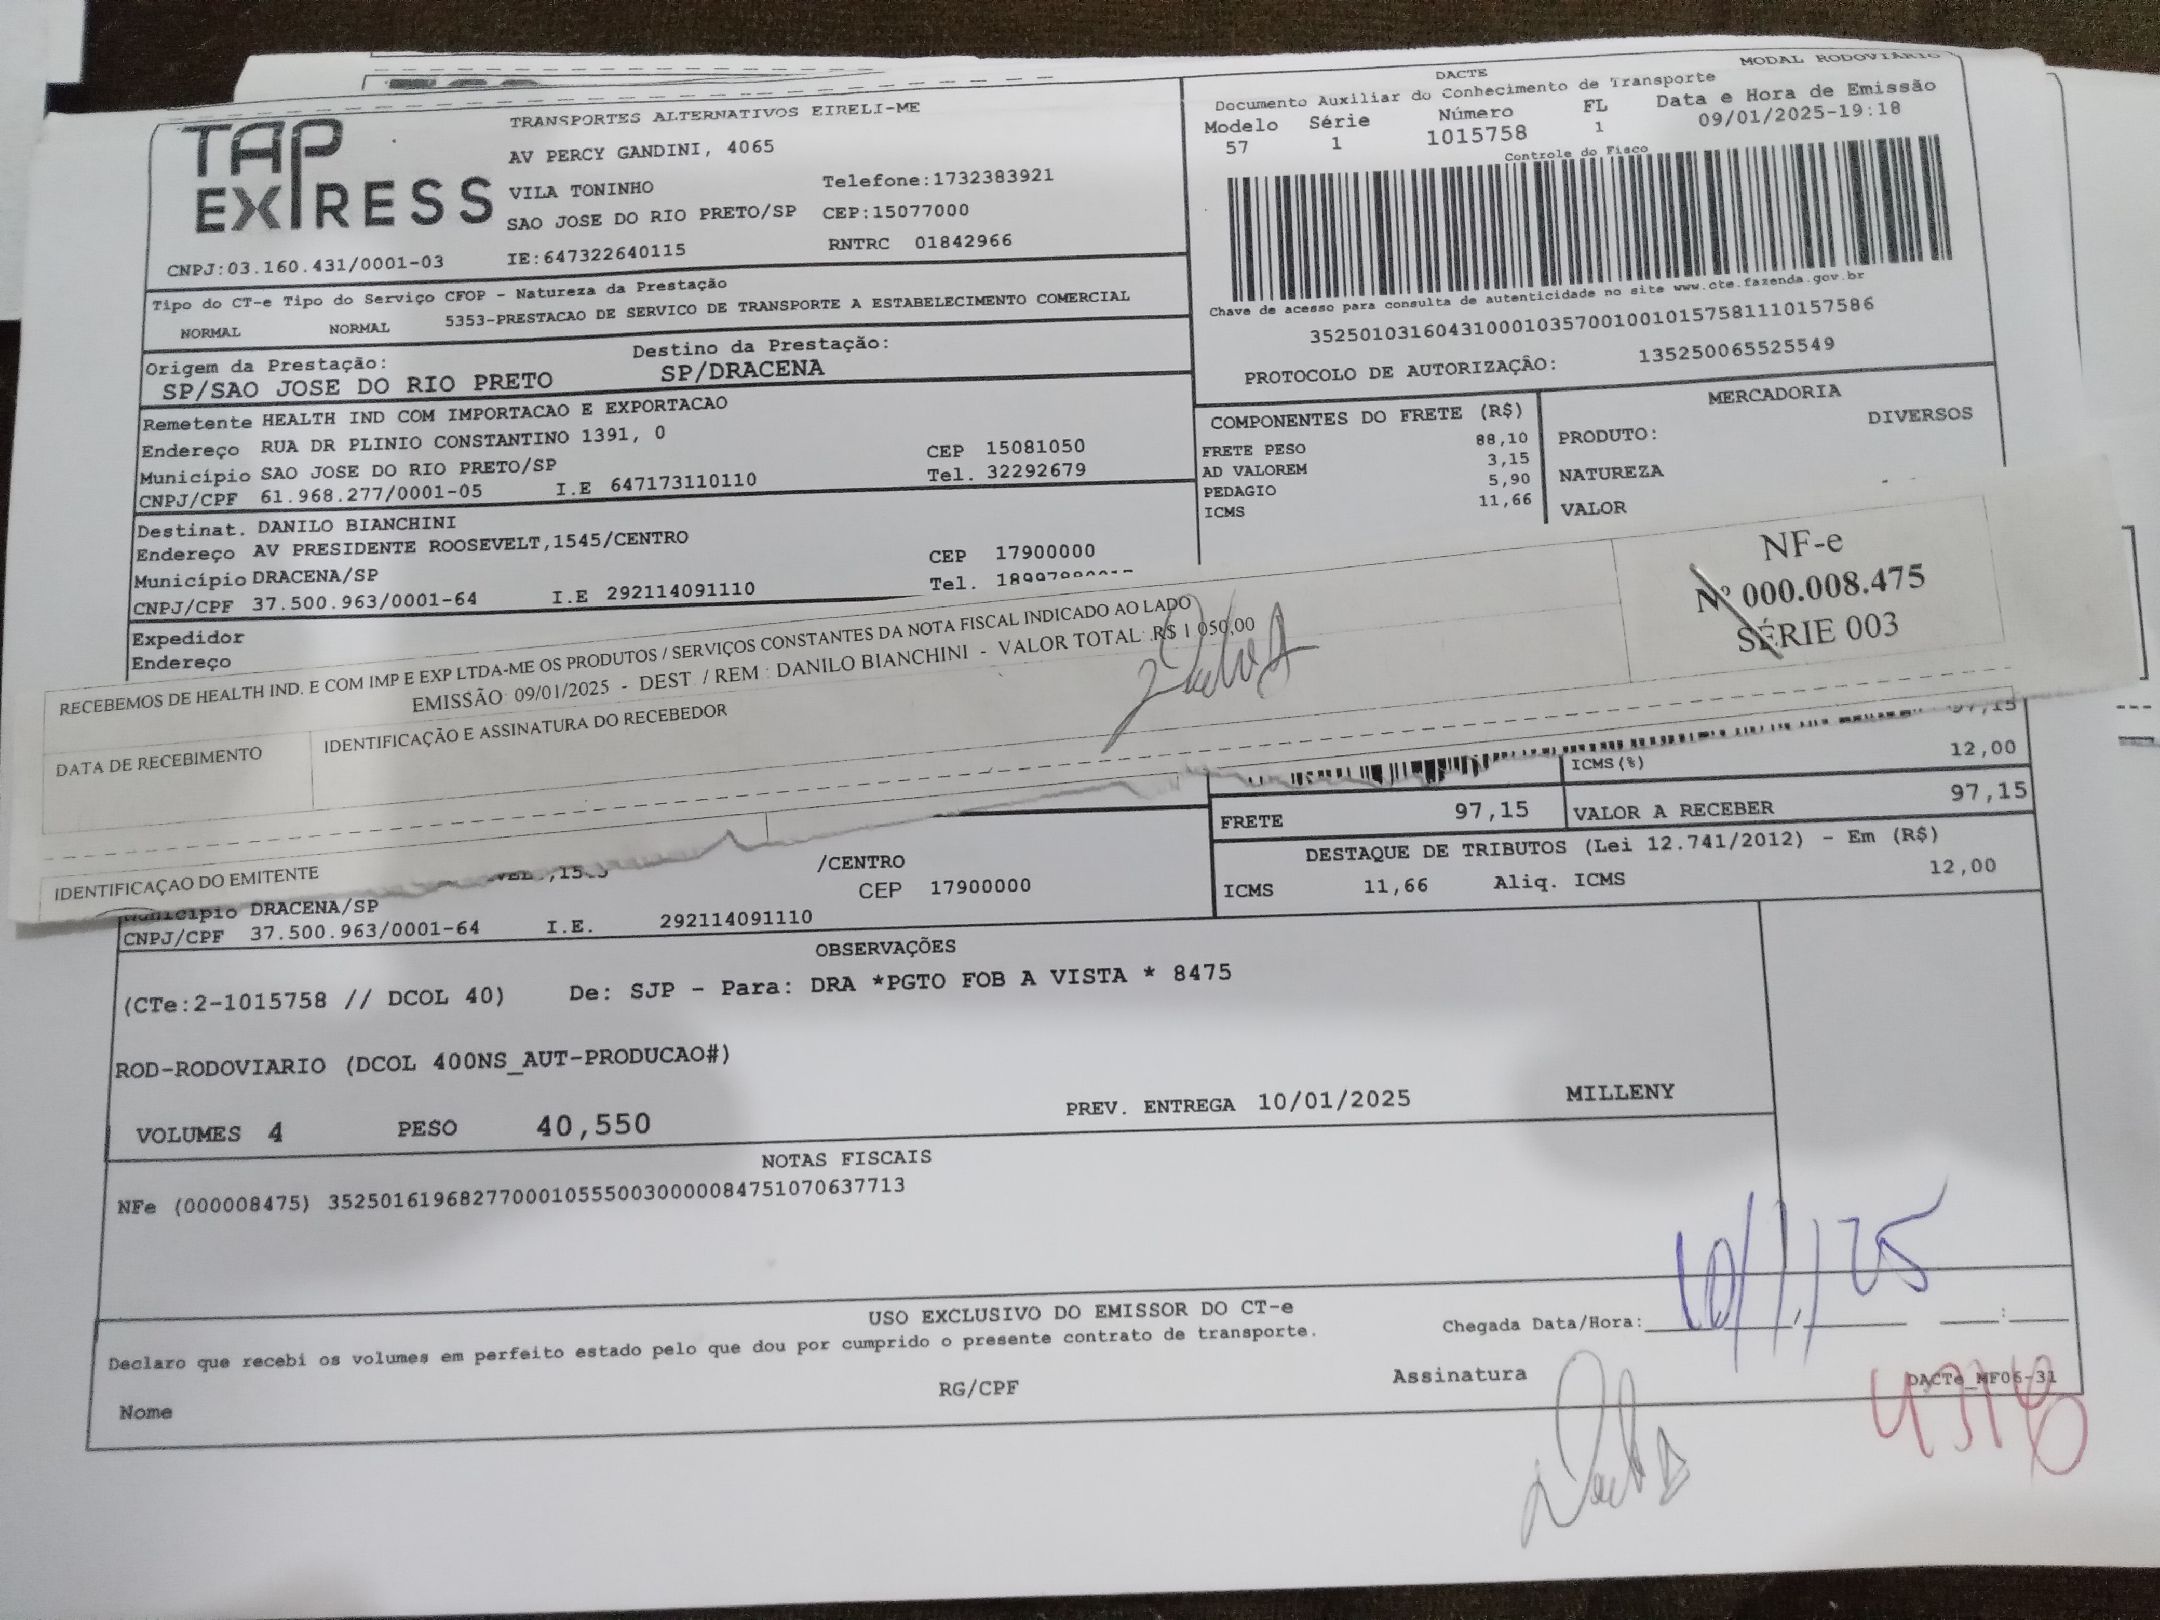 TAP EXPRESS
TRANSPORTES ALTERNATIVOS EIRELI-ME
AV PERCY GANDINI, 4065
VILA TONINHO Telefone:1732383921
SAO JOSE DO RIO PRETO/SP CEP:15077000
CNPJ:03.160.431/0001-03 IE:647322640115 RNTRC 01842966
MODAL RODOVIÁRIO
DACTE
Documento Auxiliar do Conhecimento de Transporte
Modelo Série Número FL Data e Hora de Emissão
57 1 1015758 1 09/01/2025-19:18
Controle do Fisco
Chave de acesso para consulta de autenticidade no site www.cte.fazenda.gov.br
35250103160431000103570010010157581110157586
PROTOCOLO DE AUTORIZAÇÃO: 135250065525549
Tipo do CT-e Tipo do Serviço CFOP - Natureza da Prestação
NORMAL NORMAL 5353-PRESTACAO DE SERVICO DE TRANSPORTE A ESTABELECIMENTO COMERCIAL
Origem da Prestação: Destino da Prestação:
SP/SAO JOSE DO RIO PRETO SP/DRACENA
Remetente HEALTH IND COM IMPORTACAO E EXPORTACAO
Endereço RUA DR PLINIO CONSTANTINO 1391, 0 CEP 15081050
Município SAO JOSE DO RIO PRETO/SP Tel. 32292679
CNPJ/CPF 61.968.277/0001-05 I.E 647173110110
Destinat. DANILO BIANCHINI
Endereço AV PRESIDENTE ROOSEVELT,1545/CENTRO CEP 17900000
Município DRACENA/SP Tel.
CNPJ/CPF 37.500.963/0001-64 I.E 292114091110
Expedidor
Endereço
COMPONENTES DO FRETE (R$)
FRETE PESO 88,10
AD VALOREM 3,15
PEDAGIO 5,90
ICMS 11,66
MERCADORIA
PRODUTO: DIVERSOS
NATUREZA
VALOR
RECEBEMOS DE HEALTH IND. E COM IMP E EXP LTDA-ME OS PRODUTOS / SERVIÇOS CONSTANTES DA NOTA FISCAL INDICADO AO LADO
EMISSÃO: 09/01/2025 - DEST. / REM : DANILO BIANCHINI - VALOR TOTAL: R$ 1 050,00
DATA DE RECEBIMENTO IDENTIFICAÇÃO E ASSINATURA DO RECEBEDOR
NF-e
Nº 000.008.475
SÉRIE 003
IDENTIFICAÇÃO DO EMITENTE
97,15
ICMS(%) 12,00
FRETE 97,15 VALOR A RECEBER 97,15
DESTAQUE DE TRIBUTOS (Lei 12.741/2012) - Em (R$)
ICMS 11,66 Aliq. ICMS 12,00
/CENTRO
CEP 17900000
Município DRACENA/SP
CNPJ/CPF 37.500.963/0001-64 I.E. 292114091110
OBSERVAÇÕES
(CTe:2-1015758 // DCOL 40) De: SJP - Para: DRA *PGTO FOB A VISTA * 8475
ROD-RODOVIARIO (DCOL 400NS_AUT-PRODUCAO#)
VOLUMES 4 PESO 40,550 PREV. ENTREGA 10/01/2025 MILLENY
NOTAS FISCAIS
NFe (000008475) 35250161968277000105550030000084751070637713
USO EXCLUSIVO DO EMISSOR DO CT-e
Declaro que recebi os volumes em perfeito estado pelo que dou por cumprido o presente contrato de transporte.
Chegada Data/Hora: 10/1/25
Nome RG/CPF Assinatura
DACTe_MF06-31